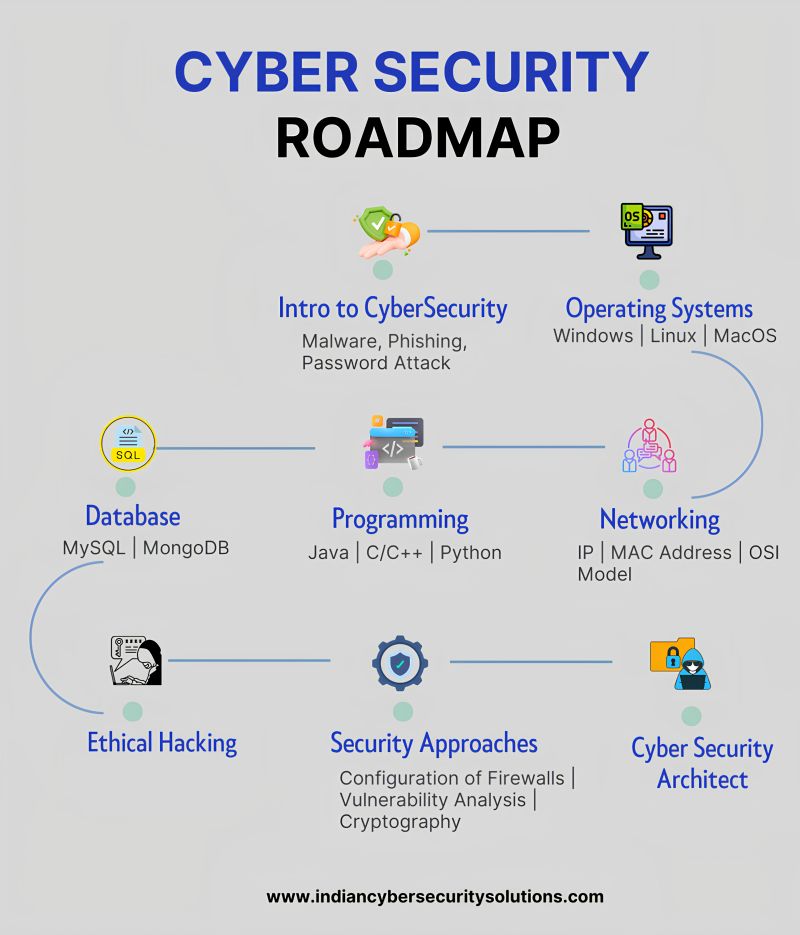 CYBER SECURITY
ROADMAP
OS
Intro to CyberSecurity
Malware, Phishing,
Password Attack
Operating Systems
Windows | Linux | MacOS
</>
SQL
Database
MySQL | MongoDB
</>
Programming
Java | C/C++ | Python
Networking
IP | MAC Address | OSI
Model
Ethical Hacking
Security Approaches
Configuration of Firewalls |
Vulnerability Analysis |
Cryptography
Cyber Security
Architect
www.indiancybersecuritysolutions.com